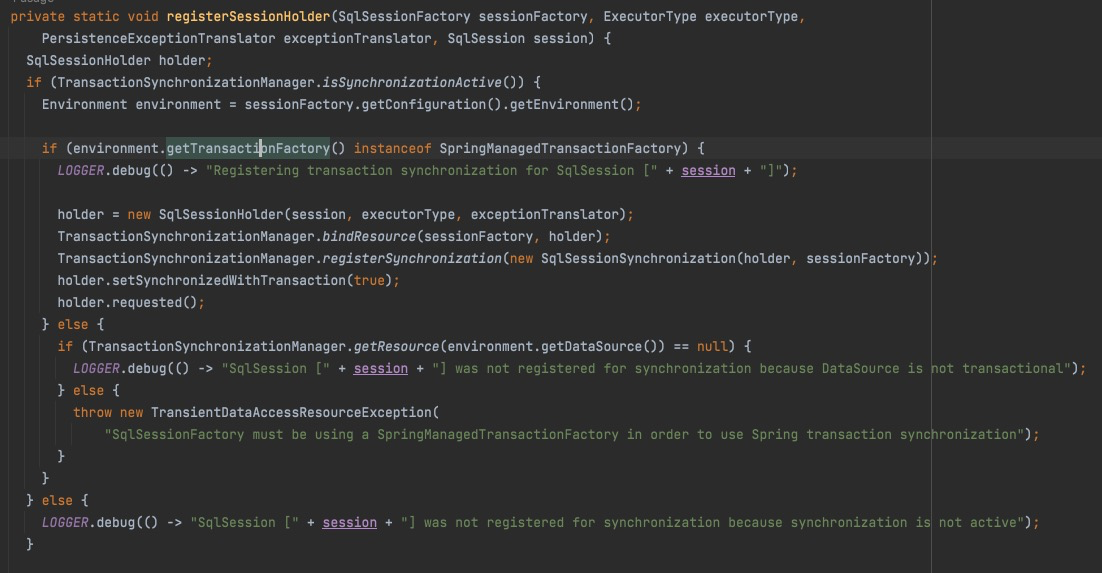 private static void registerSessionHolder(SqlSessionFactory sessionFactory, ExecutorType executorType,
    PersistenceExceptionTranslator exceptionTranslator, SqlSession session) {
  SqlSessionHolder holder;
  if (TransactionSynchronizationManager.isSynchronizationActive()) {
    Environment environment = sessionFactory.getConfiguration().getEnvironment();
    if (environment.getTransactionFactory() instanceof SpringManagedTransactionFactory) {
      LOGGER.debug(() -> "Registering transaction synchronization for SqlSession [" + session + "]");
      holder = new SqlSessionHolder(session, executorType, exceptionTranslator);
      TransactionSynchronizationManager.bindResource(sessionFactory, holder);
      TransactionSynchronizationManager.registerSynchronization(new SqlSessionSynchronization(holder, sessionFactory));
      holder.setSynchronizedWithTransaction(true);
      holder.requested();
    } else {
      if (TransactionSynchronizationManager.getResource(environment.getDataSource()) == null) {
        LOGGER.debug(() -> "SqlSession [" + session + "] was not registered for synchronization because DataSource is not transactional");
      } else {
        throw new TransientDataAccessResourceException(
            "SqlSessionFactory must be using a SpringManagedTransactionFactory in order to use Spring transaction synchronization");
      }
    }
  } else {
    LOGGER.debug(() -> "SqlSession [" + session + "] was not registered for synchronization because synchronization is not active");
  }